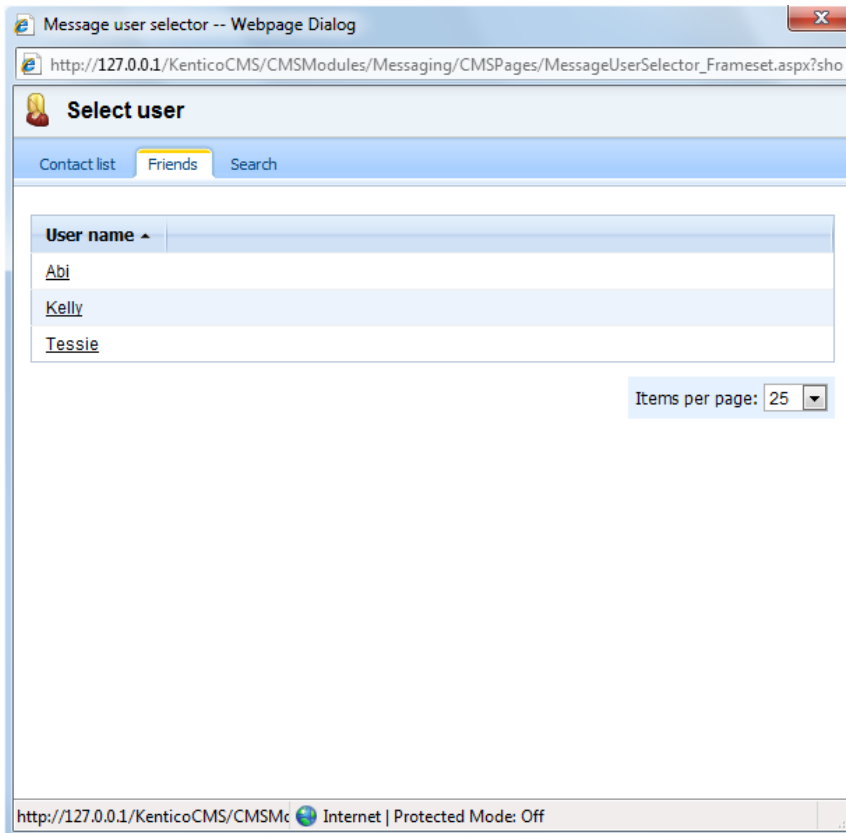 Message user selector -- Webpage Dialog
http://127.0.0.1/KenticoCMS/CMSModules/Messaging/CMSPages/MessageUserSelector_Frameset.aspx?sho
Select user
Contact list Friends Search
User name
Abi
Kelly
Tessie
Items per page: 25
http://127.0.0.1/KenticoCMS/CMSMc Internet | Protected Mode: Off